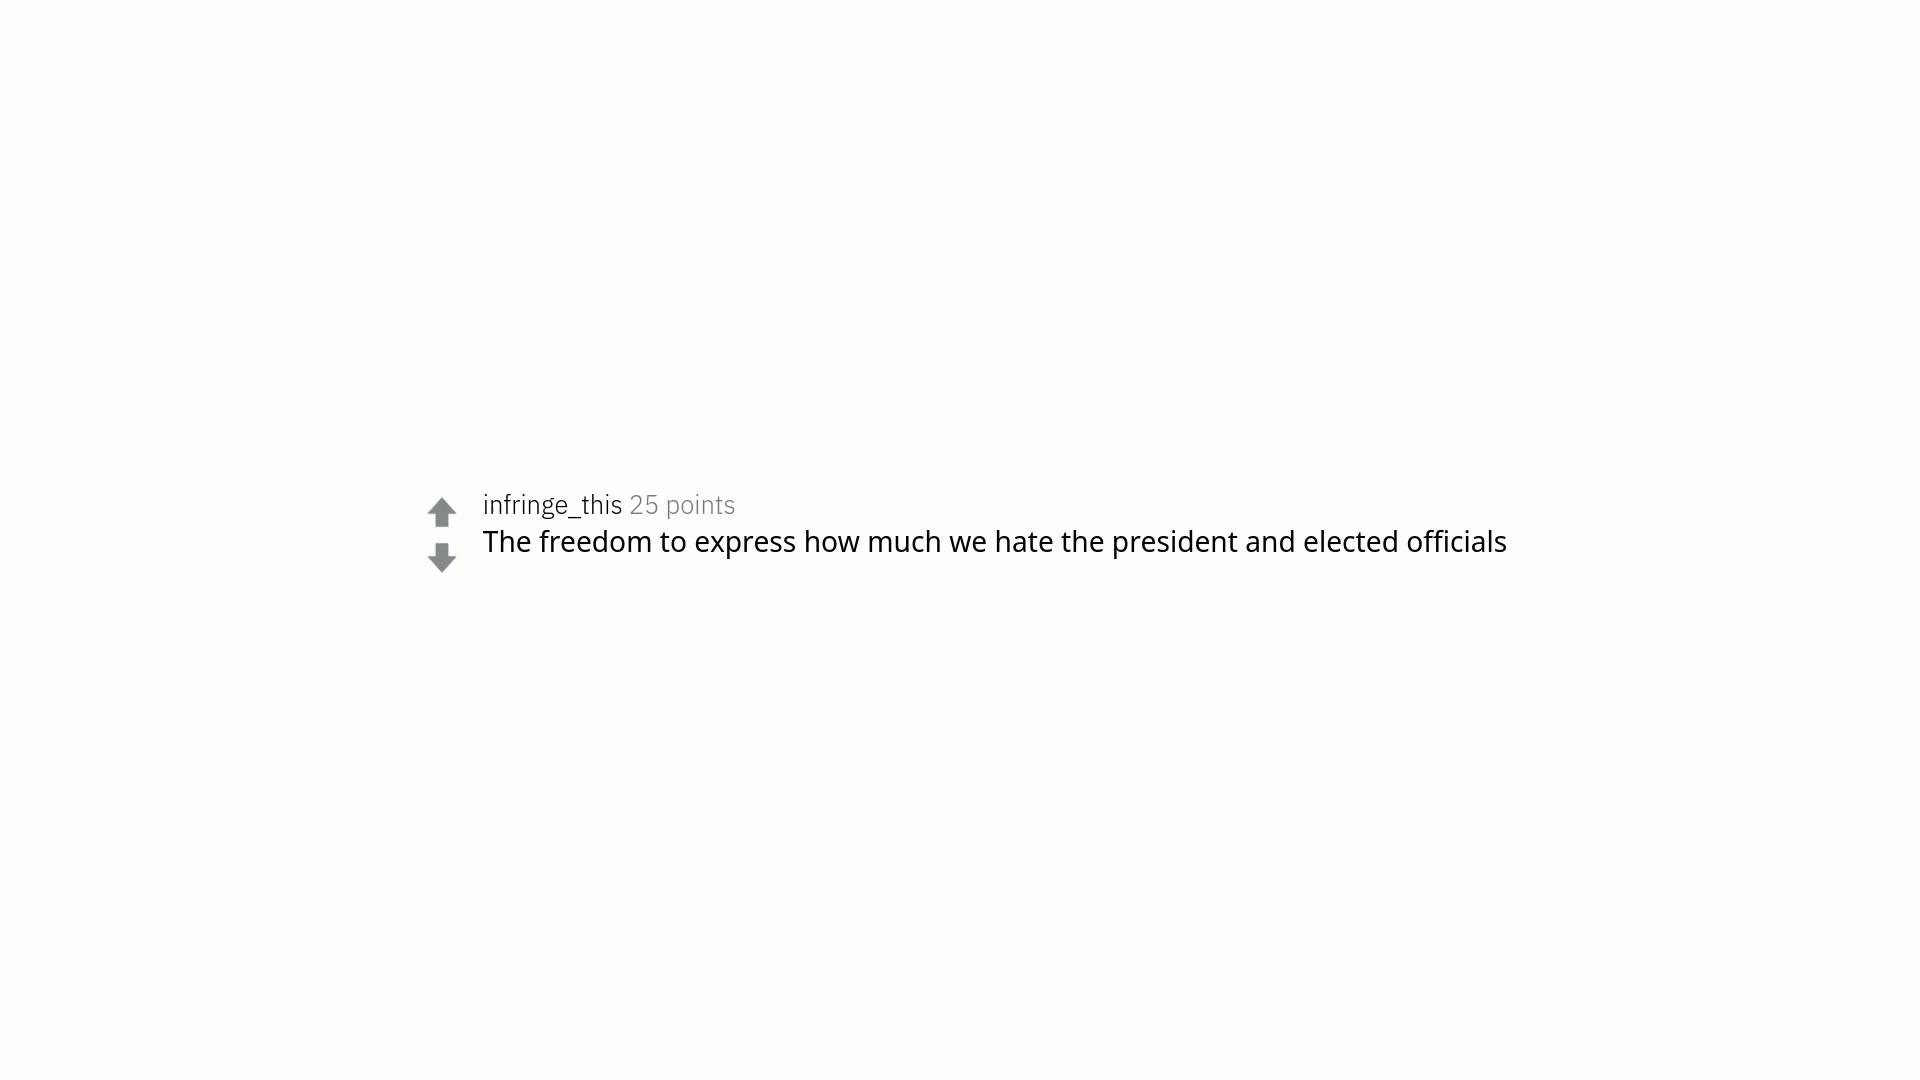 infringe_this 25 points
The freedom to express how much we hate the president and elected officials